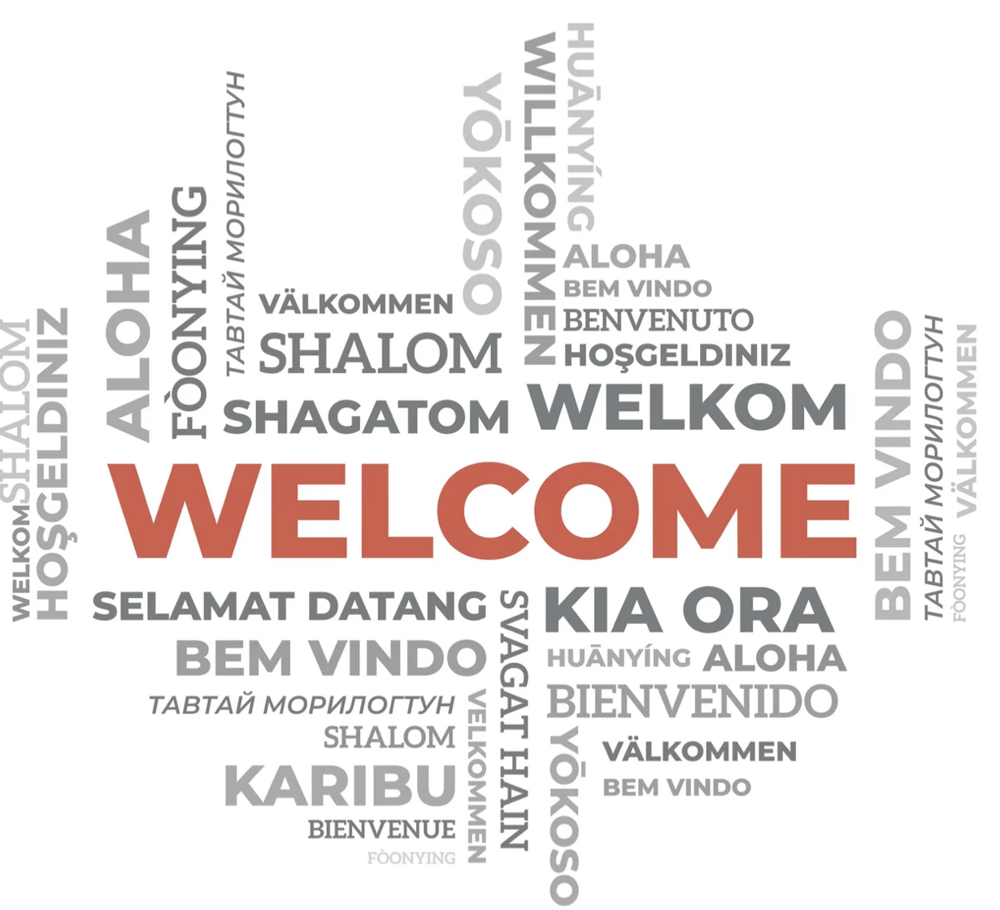 HUĀNYÍNG
WILLKOMMEN
YŌKOSO
ТАВТАЙ МОРИЛОГТУН
FÒONYING
ALOHA
SHALOM
HOŞGELDINIZ
WELKOM
VÄLKOMMEN
SHALOM
SHAGATOM
ALOHA
BEM VINDO
BENVENUTO
HOŞGELDINIZ
WELKOM
BEM VINDO
ТАВТАЙ МОРИЛОГТУН
VÄLKOMMEN
FÒONYING
WELCOME
SELAMAT DATANG
BEM VINDO
ТАВТАЙ МОРИЛОГТУН
SHALOM
KARIBU
BIENVENUE
FÒONYING
VELKOMMEN
SVAGAT HAIN
KIA ORA
HUĀNYÍNG
ALOHA
BIENVENIDO
YŌKOSO
VÄLKOMMEN
BEM VINDO